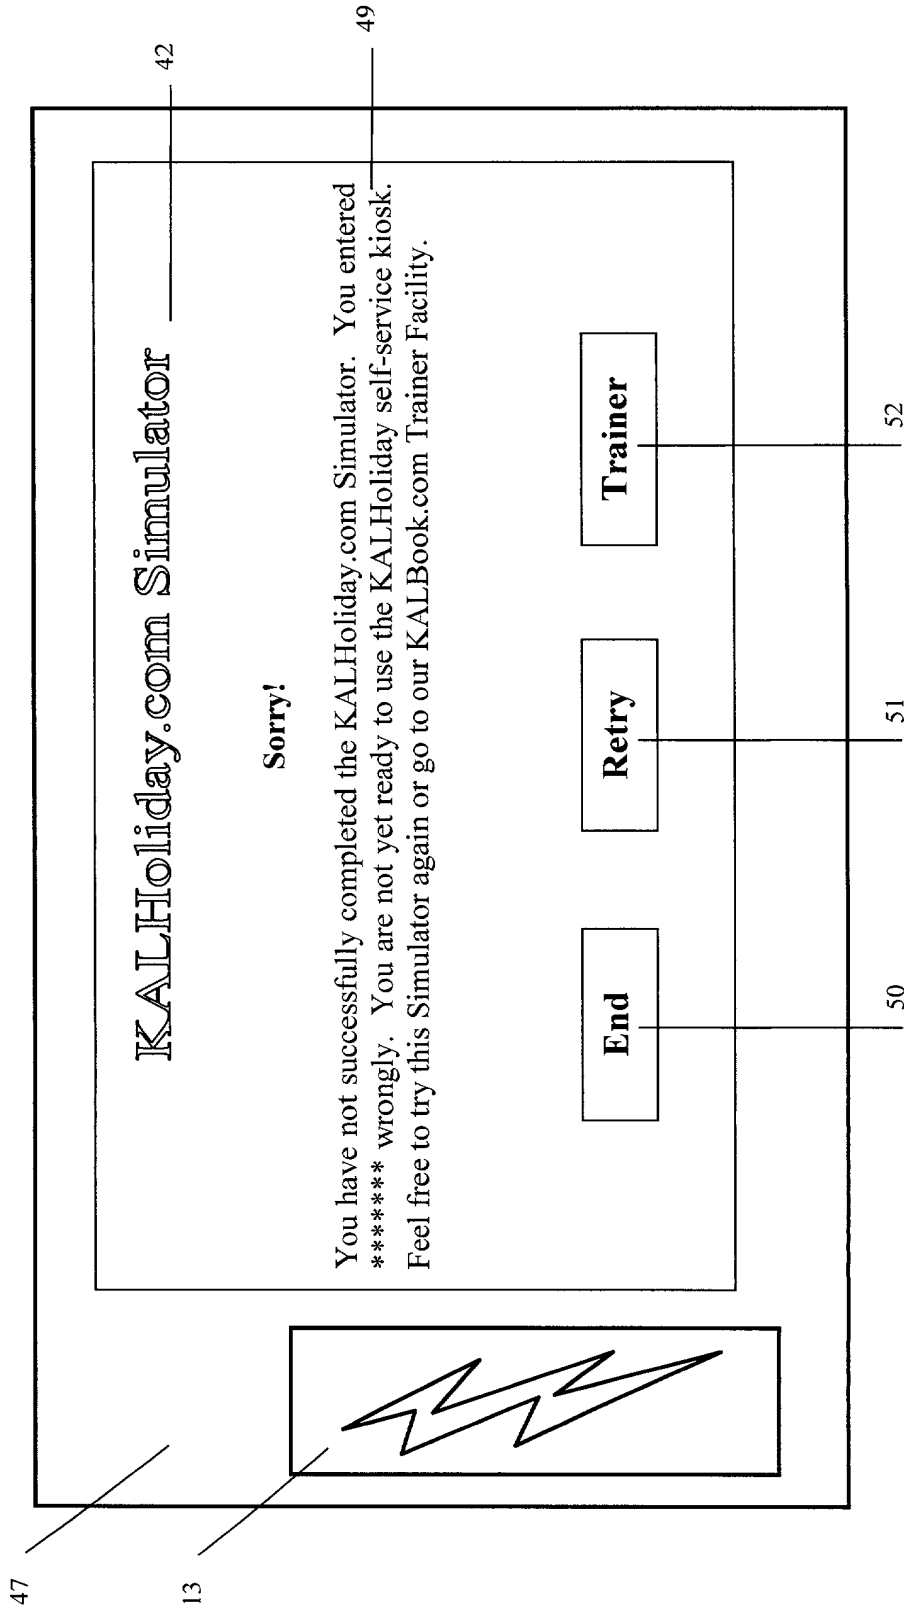 KALHoliday.com Simulator
42
Sorry!
You have not successfully completed the KALHoliday.com Simulator. You entered
******* wrongly. You are not yet ready to use the KALHoliday self-service kiosk.
Feel free to try this Simulator again or go to our KALBook.com Trainer Facility.
49
End
Retry
Trainer
47
13
50
51
52